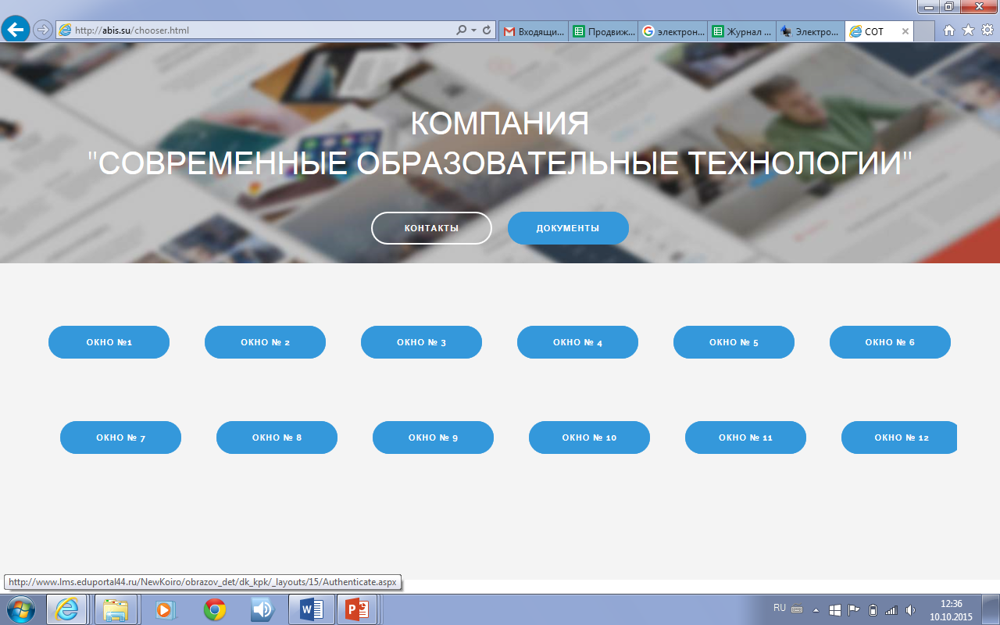 http://abis.su/chooser.html
Входящи...
Продвиж...
электрон...
Журнал ...
Электро...
СОТ
КОМПАНИЯ
"СОВРЕМЕННЫЕ ОБРАЗОВАТЕЛЬНЫЕ ТЕХНОЛОГИИ"
КОНТАКТЫ
ДОКУМЕНТЫ
ОКНО №1
ОКНО № 2
ОКНО № 3
ОКНО № 4
ОКНО № 5
ОКНО № 6
ОКНО № 7
ОКНО № 8
ОКНО № 9
ОКНО № 10
ОКНО № 11
ОКНО № 12
http://www.lms.eduportal44.ru/NewKoiro/obrazov_det/dk_kpk/_layouts/15/Authenticate.aspx
RU
12:36
10.10.2015